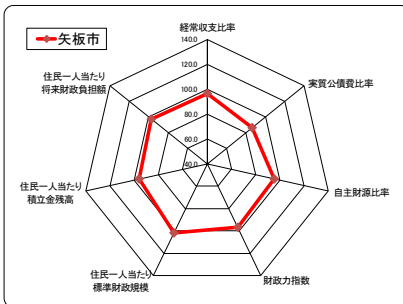 矢板市
経常収支比率
140.0
120.0
100.0
80.0
60.0
40.0
実質公債費比率
自主財源比率
財政力指数
住民一人当たり
標準財政規模
住民一人当たり
積立金残高
住民一人当たり
将来財政負担額